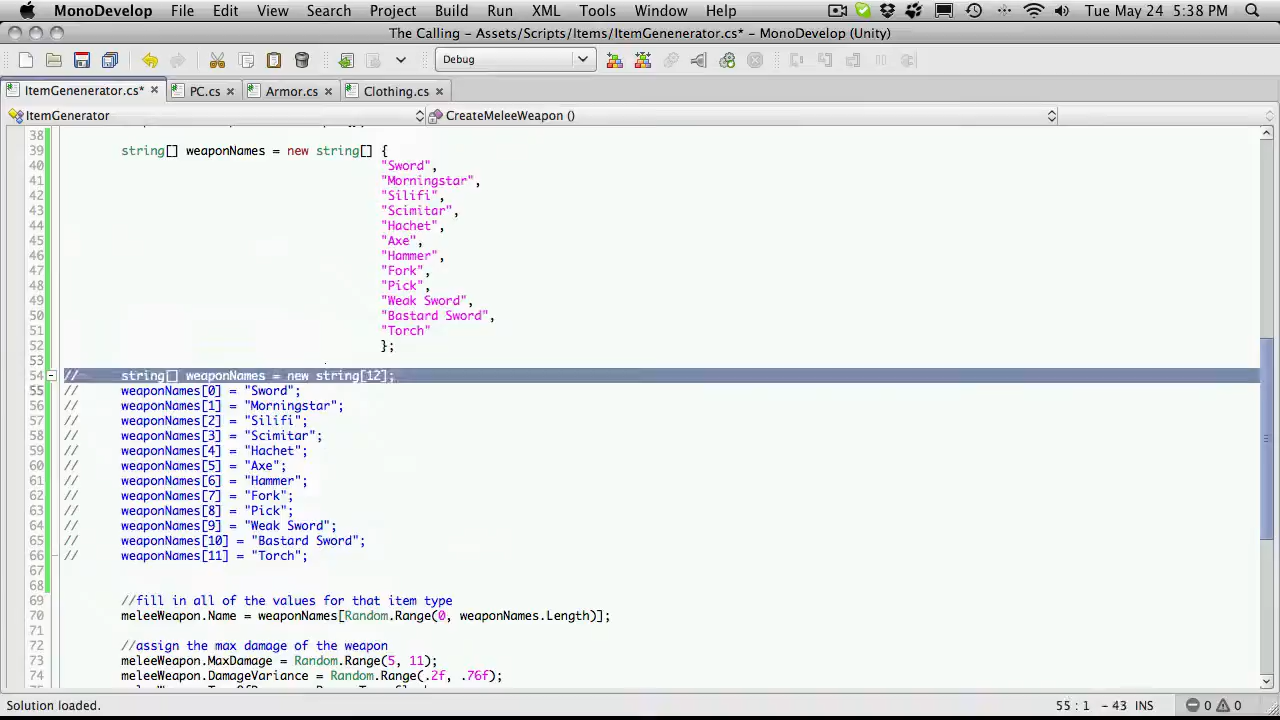 MonoDevelop File Edit View Search Project Build Run XML Tools Window Help Tue May 24 5:38 PM
The Calling - Assets/Scripts/Items/ItemGenenerator.cs* - MonoDevelop (Unity)
Debug
ItemGenenerator.cs* PC.cs Armor.cs Clothing.cs
ItemGenerator CreateMeleeWeapon ()
38
39 string[] weaponNames = new string[] {
40 "Sword",
41 "Morningstar",
42 "Silifi",
43 "Scimitar",
44 "Hachet",
45 "Axe",
46 "Hammer",
47 "Fork",
48 "Pick",
49 "Weak Sword",
50 "Bastard Sword",
51 "Torch"
52 };
53
54 // string[] weaponNames = new string[12];
55 // weaponNames[0] = "Sword";
56 // weaponNames[1] = "Morningstar";
57 // weaponNames[2] = "Silifi";
58 // weaponNames[3] = "Scimitar";
59 // weaponNames[4] = "Hachet";
60 // weaponNames[5] = "Axe";
61 // weaponNames[6] = "Hammer";
62 // weaponNames[7] = "Fork";
63 // weaponNames[8] = "Pick";
64 // weaponNames[9] = "Weak Sword";
65 // weaponNames[10] = "Bastard Sword";
66 // weaponNames[11] = "Torch";
67
68
69 //fill in all of the values for that item type
70 meleeWeapon.Name = weaponNames[Random.Range(0, weaponNames.Length)];
71
72 //assign the max damage of the weapon
73 meleeWeapon.MaxDamage = Random.Range(5, 11);
74 meleeWeapon.DamageVariance = Random.Range(.2f, .76f);
Solution loaded. 55 : 1 - 43 INS 0 0